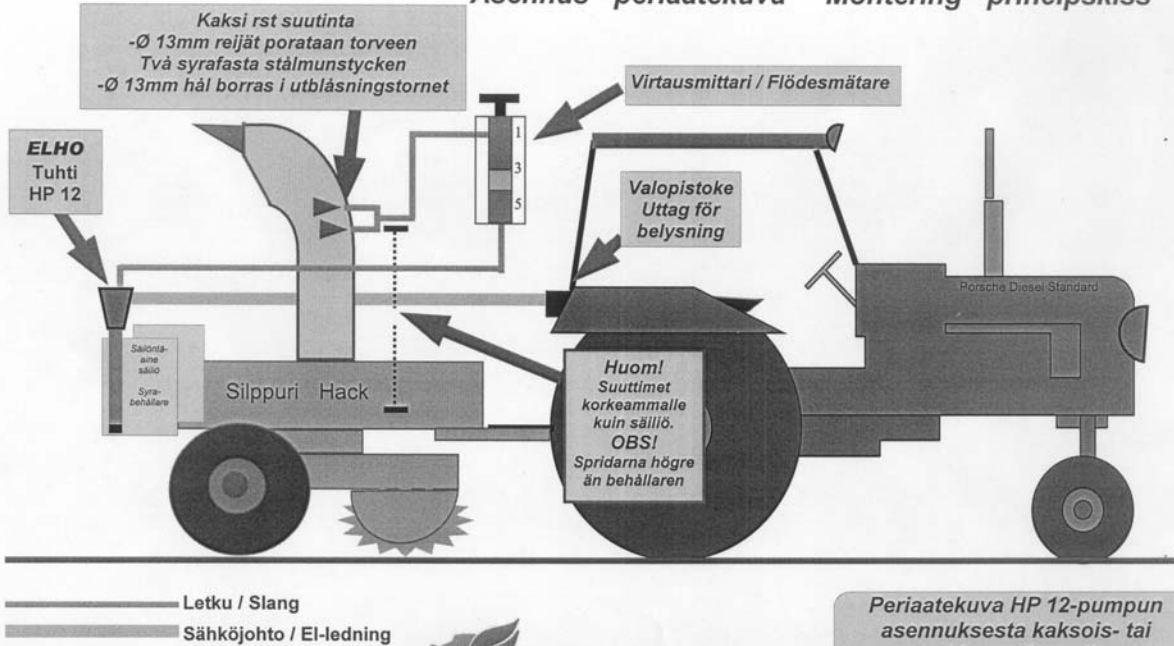 Asennus periaatekuva Montering principskiss
Kaksi rst suutinta
-Ø 13mm reijät porataan torveen
Två syrafasta stålmunstycken
-Ø 13mm hål borras i utblåsningstornet
Virtausmittari / Flödesmätare
1
3
5
ELHO
Tuhti
HP 12
Valopistoke
Uttag för
belysning
Porsche Diesel Standard
Säilöntä-
aine
säiliö
Syra-
behållare
Silppuri Hack
Huom!
Suuttimet
korkeammalle
kuin säiliö.
OBS!
Spridarna högre
än behållaren
Letku / Slang
Sähköjohto / El-ledning
Periaatekuva HP 12-pumpun
asennuksesta kaksois- tai